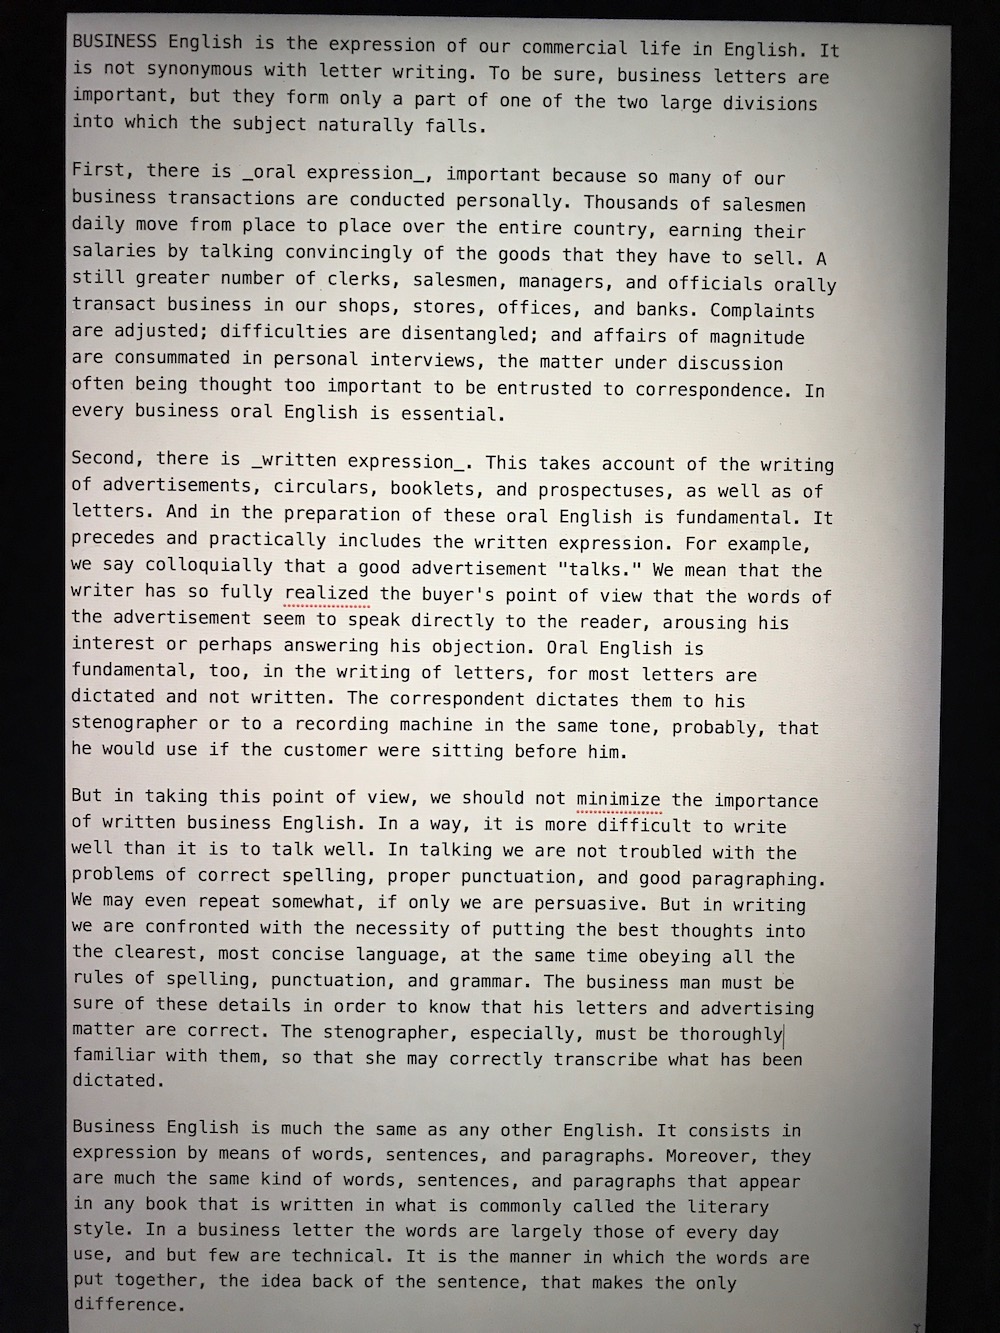 BUSINESS English is the expression of our commercial life in English. It
is not synonymous with letter writing. To be sure, business letters are
important, but they form only a part of one of the two large divisions
into which the subject naturally falls.

First, there is _oral expression_, important because so many of our
business transactions are conducted personally. Thousands of salesmen
daily move from place to place over the entire country, earning their
salaries by talking convincingly of the goods that they have to sell. A
still greater number of clerks, salesmen, managers, and officials orally
transact business in our shops, stores, offices, and banks. Complaints
are adjusted; difficulties are disentangled; and affairs of magnitude
are consummated in personal interviews, the matter under discussion
often being thought too important to be entrusted to correspondence. In
every business oral English is essential.

Second, there is _written expression_. This takes account of the writing
of advertisements, circulars, booklets, and prospectuses, as well as of
letters. And in the preparation of these oral English is fundamental. It
precedes and practically includes the written expression. For example,
we say colloquially that a good advertisement "talks." We mean that the
writer has so fully realized the buyer's point of view that the words of
the advertisement seem to speak directly to the reader, arousing his
interest or perhaps answering his objection. Oral English is
fundamental, too, in the writing of letters, for most letters are
dictated and not written. The correspondent dictates them to his
stenographer or to a recording machine in the same tone, probably, that
he would use if the customer were sitting before him.

But in taking this point of view, we should not minimize the importance
of written business English. In a way, it is more difficult to write
well than it is to talk well. In talking we are not troubled with the
problems of correct spelling, proper punctuation, and good paragraphing.
We may even repeat somewhat, if only we are persuasive. But in writing
we are confronted with the necessity of putting the best thoughts into
the clearest, most concise language, at the same time obeying all the
rules of spelling, punctuation, and grammar. The business man must be
sure of these details in order to know that his letters and advertising
matter are correct. The stenographer, especially, must be thoroughly
familiar with them, so that she may correctly transcribe what has been
dictated.

Business English is much the same as any other English. It consists in
expression by means of words, sentences, and paragraphs. Moreover, they
are much the same kind of words, sentences, and paragraphs that appear
in any book that is written in what is commonly called the literary
style. In a business letter the words are largely those of every day
use, and but few are technical. It is the manner in which the words are
put together, the idea back of the sentence, that makes the only
difference.